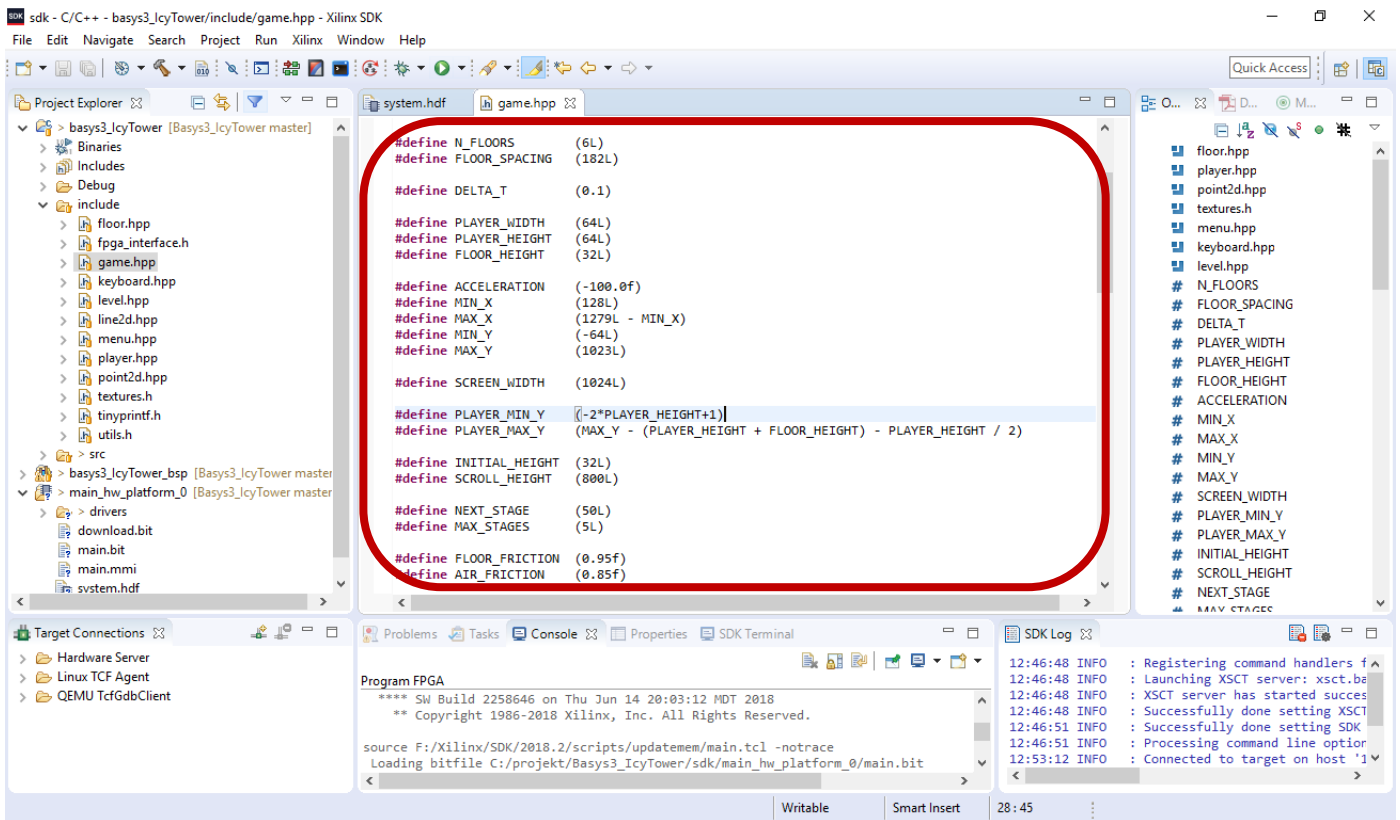 SDK sdk - C/C++ - basys3_IcyTower/include/game.hpp - Xilinx SDK
File Edit Navigate Search Project Run Xilinx Window Help
Quick Access
Project Explorer
> basys3_IcyTower [Basys3_IcyTower master]
Binaries
Includes
Debug
include
floor.hpp
fpga_interface.h
game.hpp
keyboard.hpp
level.hpp
line2d.hpp
menu.hpp
player.hpp
point2d.hpp
textures.h
tinyprintf.h
utils.h
> src
> basys3_IcyTower_bsp [Basys3_IcyTower master
> main_hw_platform_0 [Basys3_IcyTower master
> drivers
download.bit
main.bit
main.mmi
system.hdf
system.hdf game.hpp
#define N_FLOORS (6L)
#define FLOOR_SPACING (182L)
#define DELTA_T (0.1)
#define PLAYER_WIDTH (64L)
#define PLAYER_HEIGHT (64L)
#define FLOOR_HEIGHT (32L)
#define ACCELERATION (-100.0f)
#define MIN_X (128L)
#define MAX_X (1279L - MIN_X)
#define MIN_Y (-64L)
#define MAX_Y (1023L)
#define SCREEN_WIDTH (1024L)
#define PLAYER_MIN_Y (-2*PLAYER_HEIGHT+1)
#define PLAYER_MAX_Y (MAX_Y - (PLAYER_HEIGHT + FLOOR_HEIGHT) - PLAYER_HEIGHT / 2)
#define INITIAL_HEIGHT (32L)
#define SCROLL_HEIGHT (800L)
#define NEXT_STAGE (50L)
#define MAX_STAGES (5L)
#define FLOOR_FRICTION (0.95f)
#define AIR_FRICTION (0.85f)
O... D... M...
floor.hpp
player.hpp
point2d.hpp
textures.h
menu.hpp
keyboard.hpp
level.hpp
# N_FLOORS
# FLOOR_SPACING
# DELTA_T
# PLAYER_WIDTH
# PLAYER_HEIGHT
# FLOOR_HEIGHT
# ACCELERATION
# MIN_X
# MAX_X
# MIN_Y
# MAX_Y
# SCREEN_WIDTH
# PLAYER_MIN_Y
# PLAYER_MAX_Y
# INITIAL_HEIGHT
# SCROLL_HEIGHT
# NEXT_STAGE
# MAX_STAGES
Target Connections
Hardware Server
Linux TCF Agent
QEMU TcfGdbClient
Problems Tasks Console Properties SDK Terminal
Program FPGA
**** SW Build 2258646 on Thu Jun 14 20:03:12 MDT 2018
** Copyright 1986-2018 Xilinx, Inc. All Rights Reserved.
source F:/Xilinx/SDK/2018.2/scripts/updatemem/main.tcl -notrace
Loading bitfile C:/projekt/Basys3_IcyTower/sdk/main_hw_platform_0/main.bit
SDK Log
12:46:48 INFO : Registering command handlers f
12:46:48 INFO : Launching XSCT server: xsct.ba
12:46:48 INFO : XSCT server has started succes
12:46:48 INFO : Successfully done setting XSCT
12:46:51 INFO : Successfully done setting SDK
12:46:51 INFO : Processing command line option
12:53:12 INFO : Connected to target on host '1
Writable Smart Insert 28 : 45